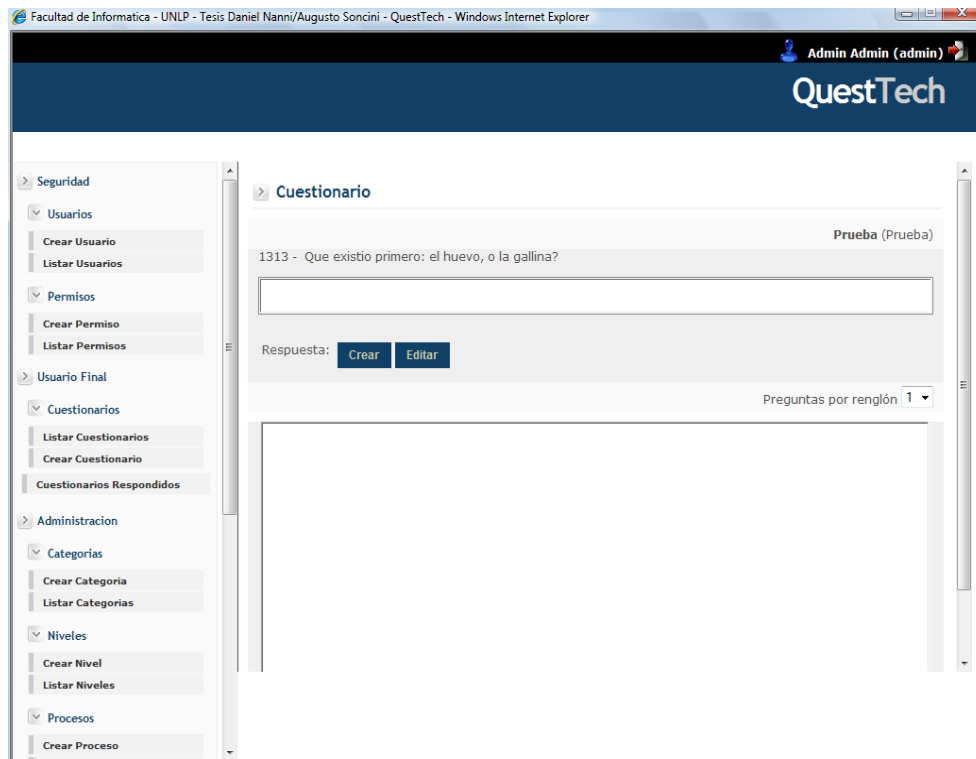 Facultad de Informatica - UNLP - Tesis Daniel Nanni/Augusto Soncini - QuestTech - Windows Internet Explorer
Admin Admin (admin)
QuestTech
Seguridad
Usuarios
Crear Usuario
Listar Usuarios
Permisos
Crear Permiso
Listar Permisos
Usuario Final
Cuestionarios
Listar Cuestionarios
Crear Cuestionario
Cuestionarios Respondidos
Administracion
Categorias
Crear Categoria
Listar Categorias
Niveles
Crear Nivel
Listar Niveles
Procesos
Crear Proceso
Cuestionario
Prueba (Prueba)
1313 - Que existio primero: el huevo, o la gallina?
Respuesta: Crear Editar
Preguntas por renglón 1